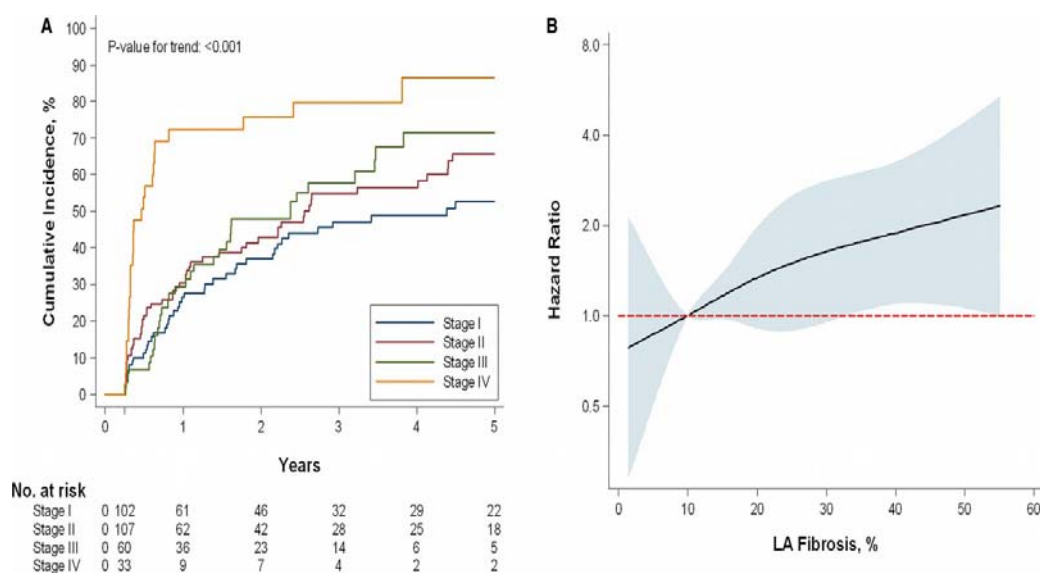 A
P-value for trend: <0.001
Cumulative Incidence, %
100
90
80
70
60
50
40
30
20
10
0
Stage I
Stage II
Stage III
Stage IV
0 1 2 3 4 5
Years
No. at risk
Stage I 0 102 61 46 32 29 22
Stage II 0 107 62 42 28 25 18
Stage III 0 60 36 23 14 6 5
Stage IV 0 33 9 7 4 2 2
B
Hazard Ratio
8.0
4.0
2.0
1.0
0.5
0 10 20 30 40 50 60
LA Fibrosis, %